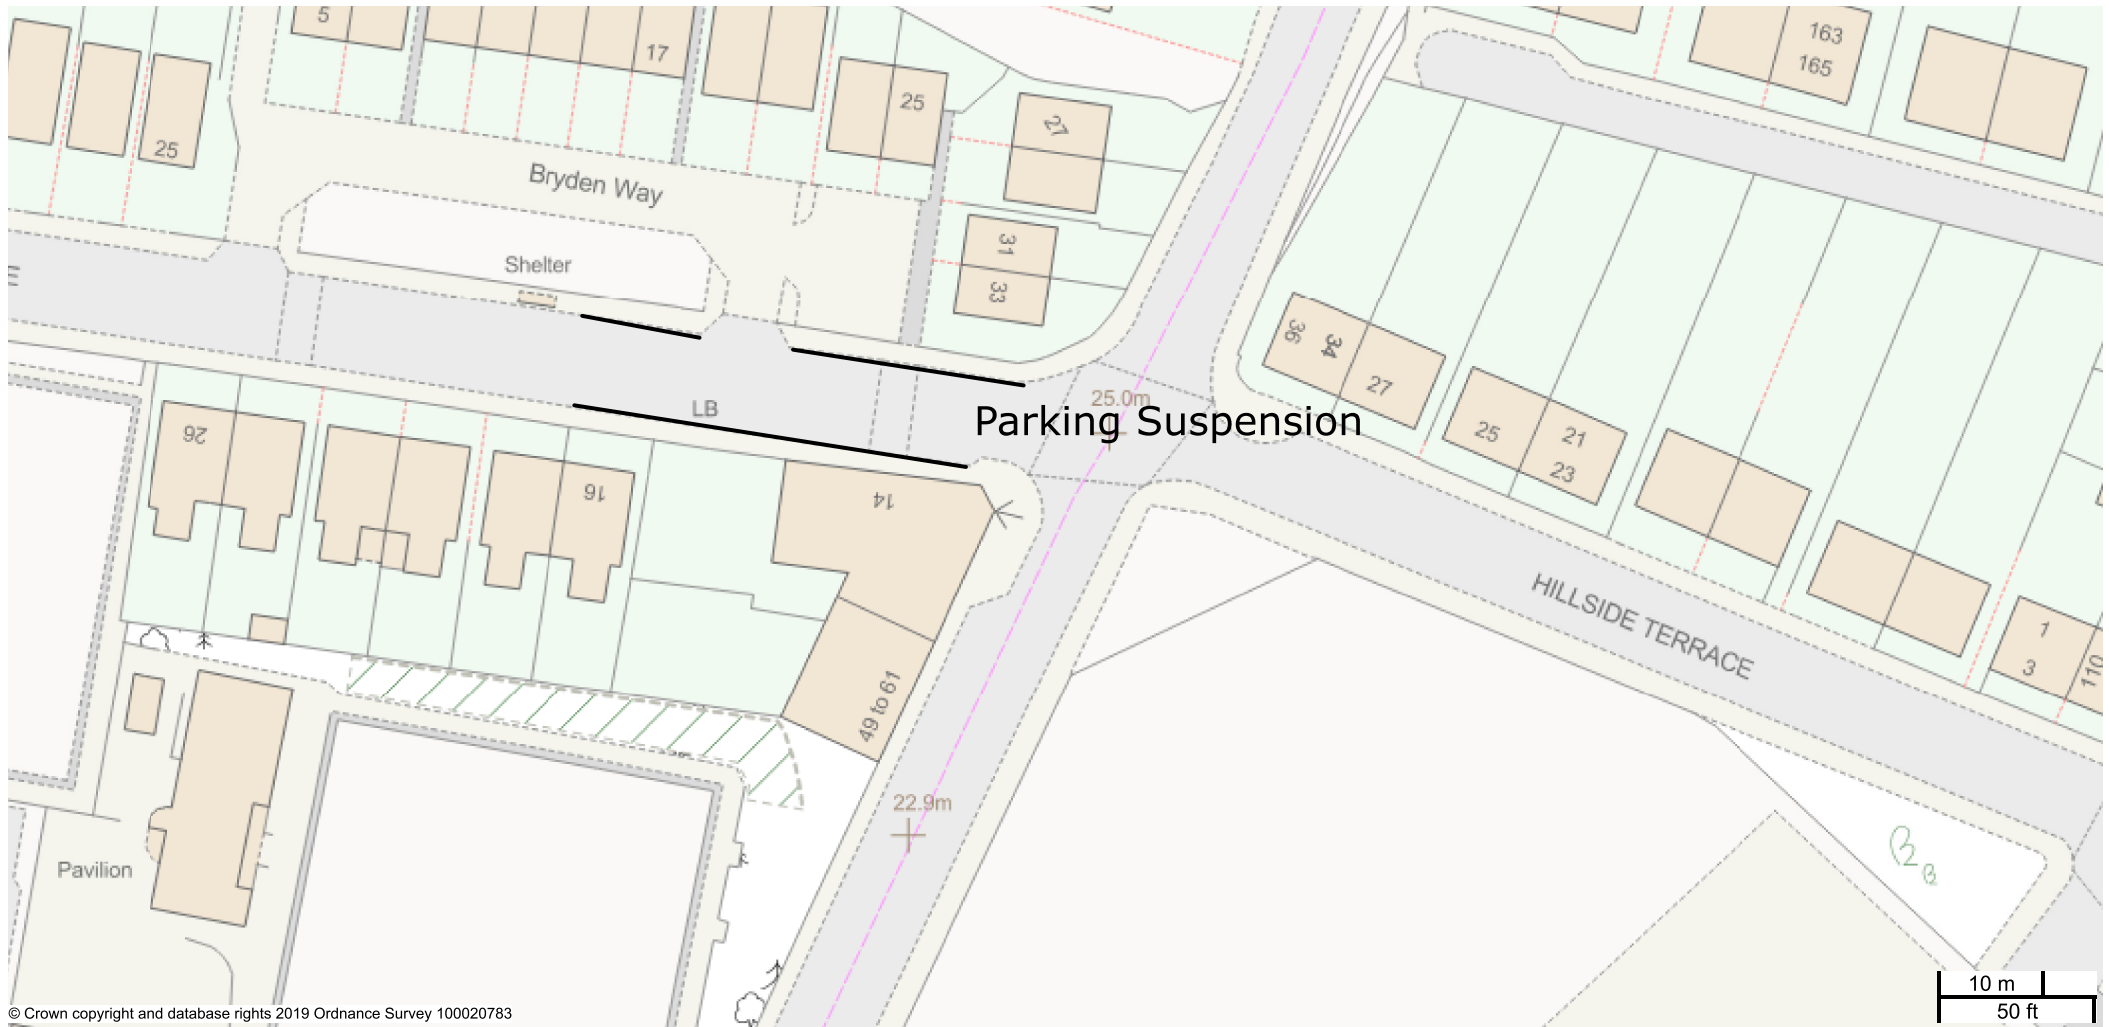 5
17
163
165
25
25
27
Bryden Way
31
33
Shelter
E
36
34
27
25.0m
LB
Parking Suspension
26
16
14
25
21
23
HILLSIDE TERRACE
1
3
110
49 to 61
22.9m
Pavilion
10 m
50 ft
© Crown copyright and database rights 2019 Ordnance Survey 100020783